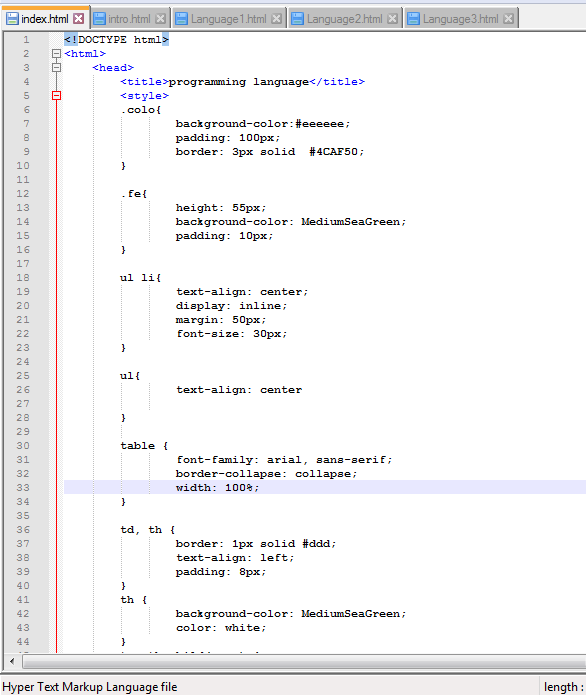 index.html intro.html Language1.html Language2.html Language3.html
1 <!DOCTYPE html>
2 <html>
3 <head>
4 <title>programming language</title>
5 <style>
6 .colo{
7 background-color:#eeeeee;
8 padding: 100px;
9 border: 3px solid  #4CAF50;
10 }
11
12 .fe{
13 height: 55px;
14 background-color: MediumSeaGreen;
15 padding: 10px;
16 }
17
18 ul li{
19 text-align: center;
20 display: inline;
21 margin: 50px;
22 font-size: 30px;
23 }
24
25 ul{
26 text-align: center
27
28 }
29
30 table {
31 font-family: arial, sans-serif;
32 border-collapse: collapse;
33 width: 100%;
34 }
35
36 td, th {
37 border: 1px solid #ddd;
38 text-align: left;
39 padding: 8px;
40 }
41 th {
42 background-color: MediumSeaGreen;
43 color: white;
44 }
Hyper Text Markup Language file length :